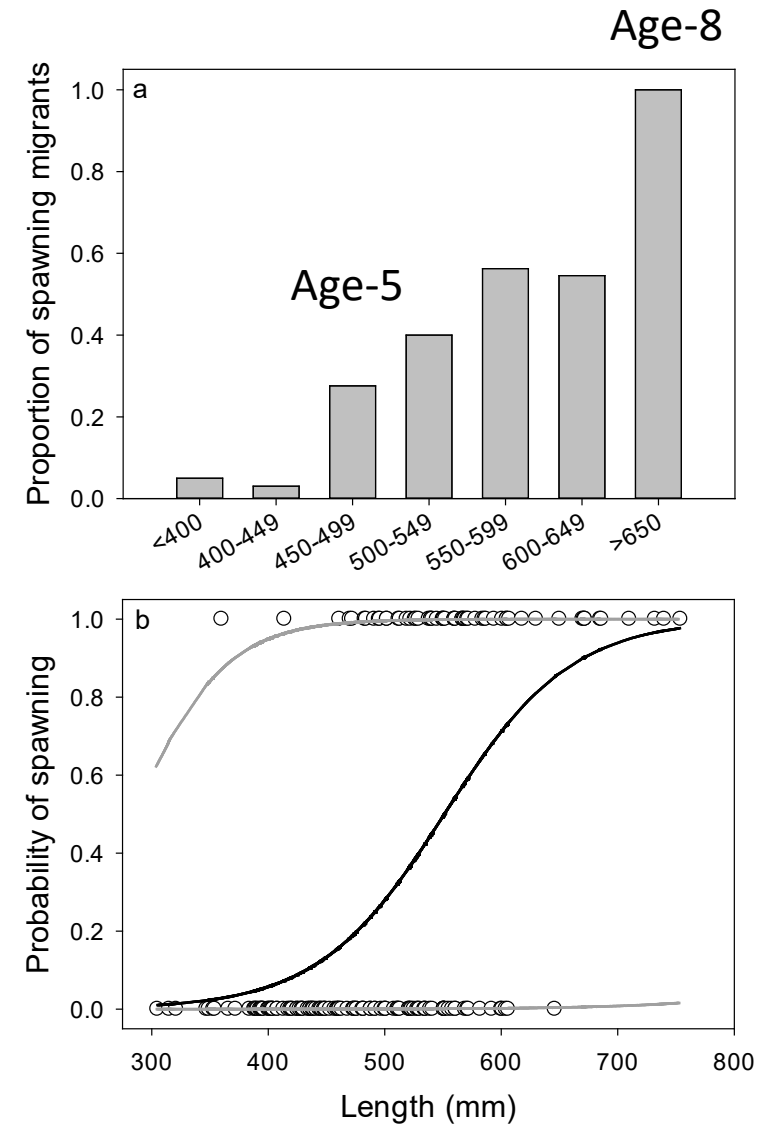 Age-8
a
Age-5
Proportion of spawning migrants
1.0
0.8
0.6
0.4
0.2
0.0
<400
400-449
450-499
500-549
550-599
600-649
>650
b
Probability of spawning
1.0
0.8
0.6
0.4
0.2
0.0
300 400 500 600 700 800
Length (mm)